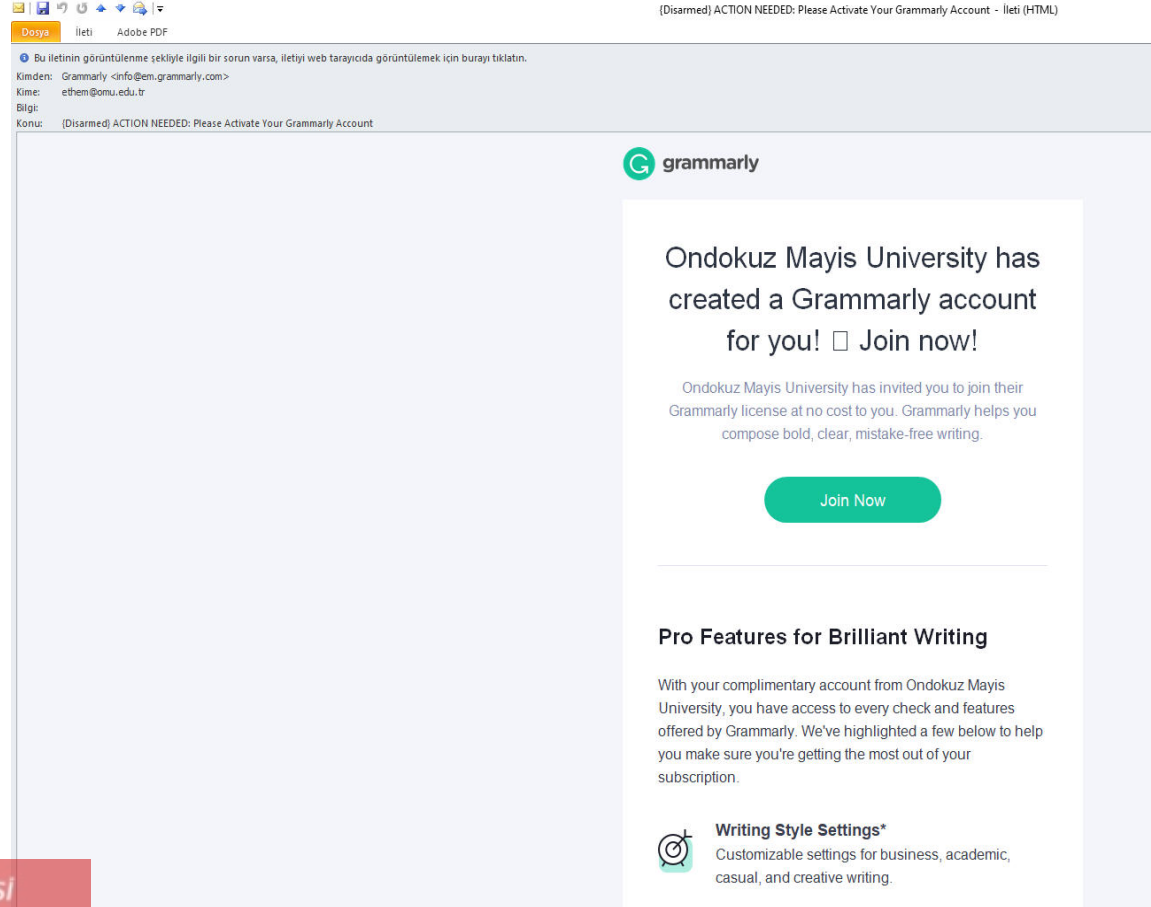 {Disarmed} ACTION NEEDED: Please Activate Your Grammarly Account - İleti (HTML)
Dosya İleti Adobe PDF
Bu iletinin görüntülenme şekliyle ilgili bir sorun varsa, iletiyi web tarayıcıda görüntülemek için burayı tıklatın.
Kimden: Grammarly <info@em.grammarly.com>
Kime: ethem@omu.edu.tr
Bilgi:
Konu: {Disarmed} ACTION NEEDED: Please Activate Your Grammarly Account
grammarly
Ondokuz Mayis University has
created a Grammarly account
for you! □ Join now!
Ondokuz Mayis University has invited you to join their
Grammarly license at no cost to you. Grammarly helps you
compose bold, clear, mistake-free writing.
Join Now
Pro Features for Brilliant Writing
With your complimentary account from Ondokuz Mayis
University, you have access to every check and features
offered by Grammarly. We've highlighted a few below to help
you make sure you're getting the most out of your
subscription.
Writing Style Settings*
Customizable settings for business, academic,
casual, and creative writing.
si